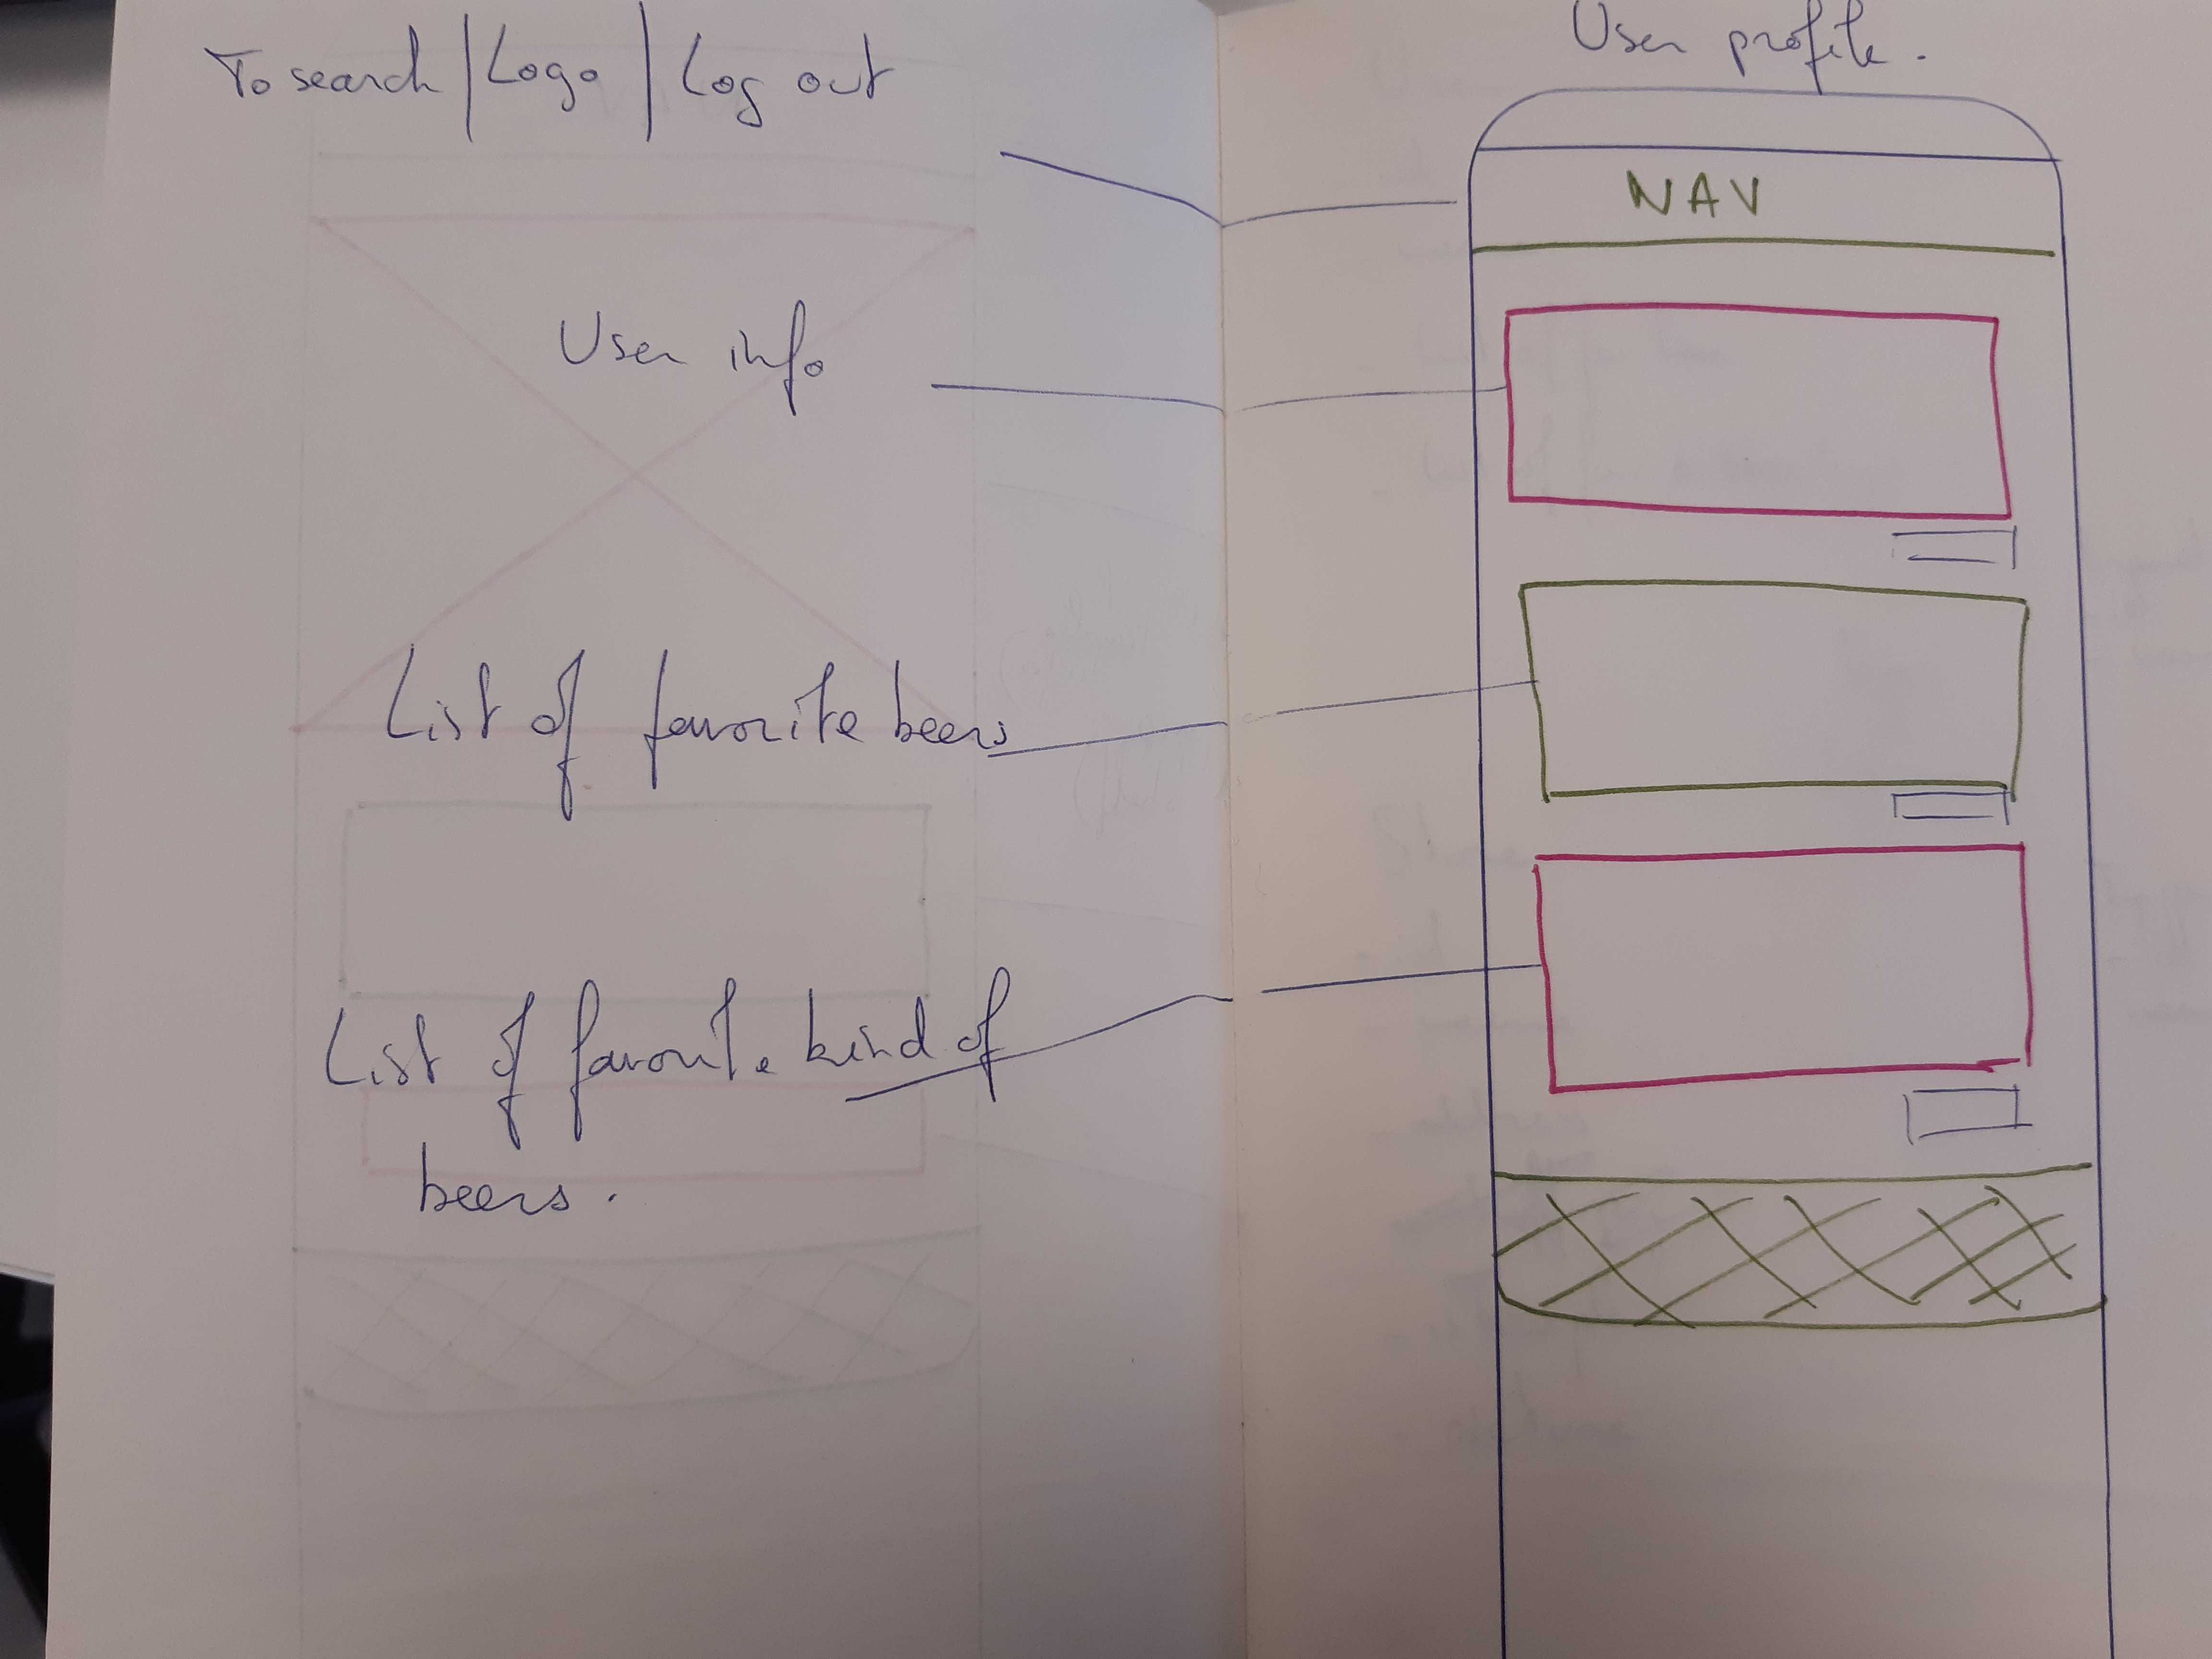 To search | Logo | Log out
User info
List of favorite beers
List of favorite kind of
beers.
User profile.
NAV